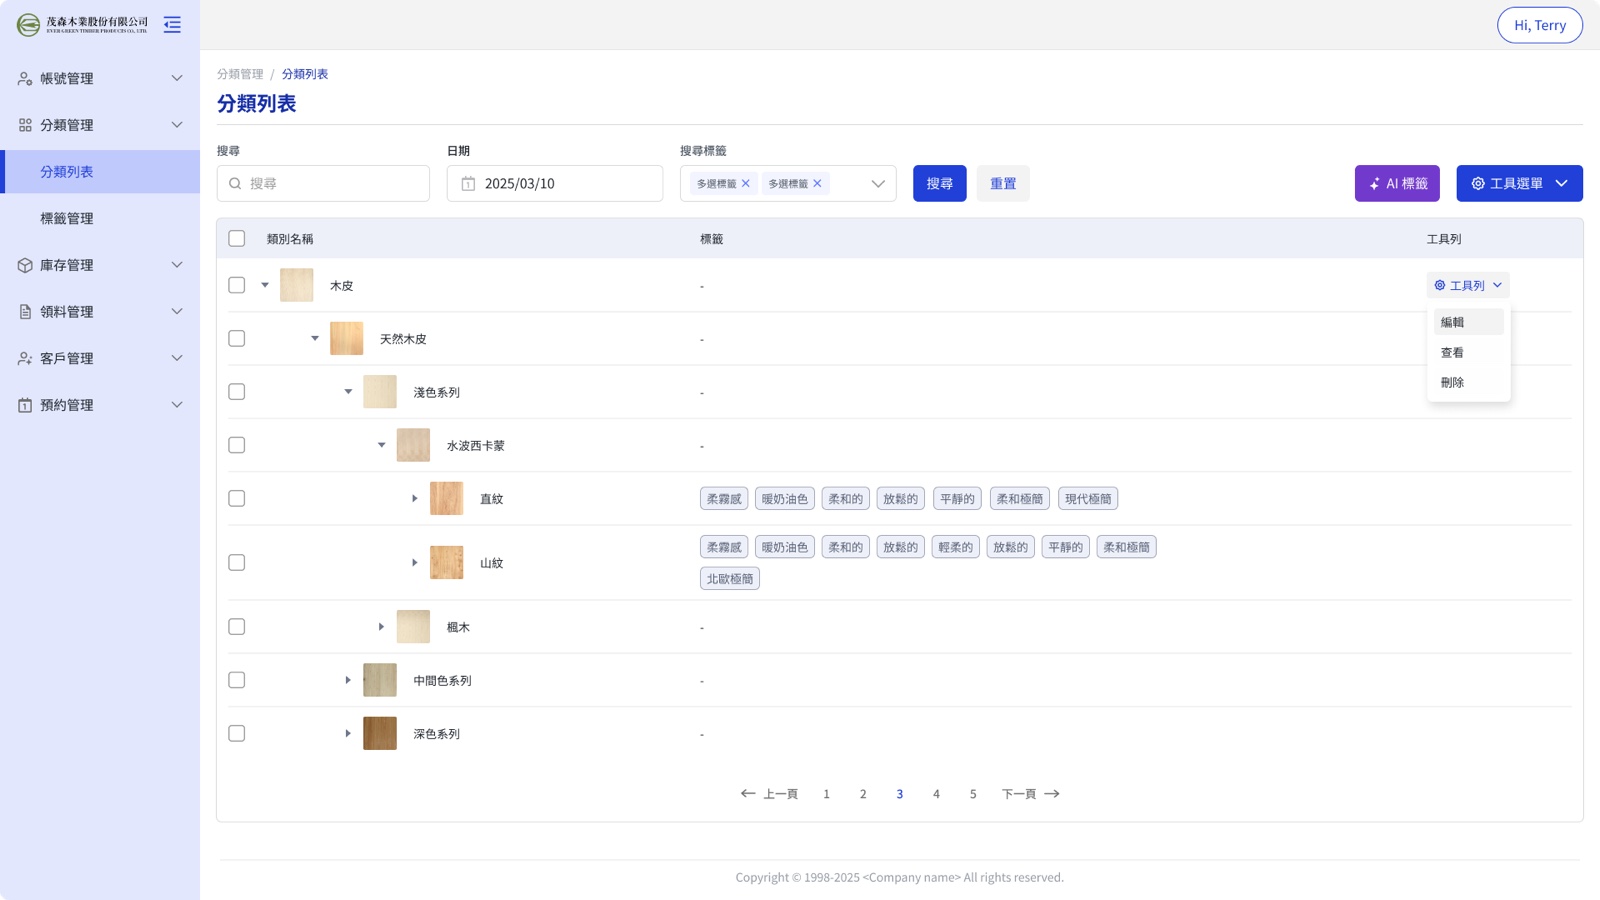 茂森木業股份有限公司
EVER GREEN TIMBER PRODUCTS CO., LTD.
Hi, Terry
帳號管理
分類管理
分類列表
標籤管理
庫存管理
領料管理
客戶管理
預約管理
分類管理 / 分類列表
分類列表
搜尋 日期 搜尋標籤
搜尋 1 2025/03/10 多選標籤 多選標籤 搜尋 重置 AI 標籤 工具選單
類別名稱 標籤 工具列
木皮 - 工具列
編輯
查看
刪除
天然木皮 -
淺色系列 -
水波西卡蒙 -
直紋 柔霧感 暖奶油色 柔和的 放鬆的 平靜的 柔和極簡 現代極簡
山紋 柔霧感 暖奶油色 柔和的 放鬆的 輕柔的 放鬆的 平靜的 柔和極簡
北歐極簡
楓木 -
中間色系列 -
深色系列 -
上一頁 1 2 3 4 5 下一頁
Copyright © 1998-2025 <Company name> All rights reserved.